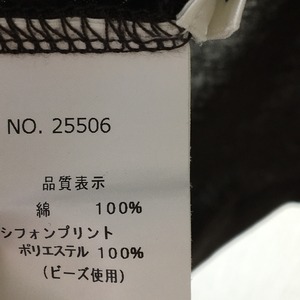 NO. 25506
品質表示
綿 100%
シフォンプリント
ポリエステル 100%
(ビーズ使用)